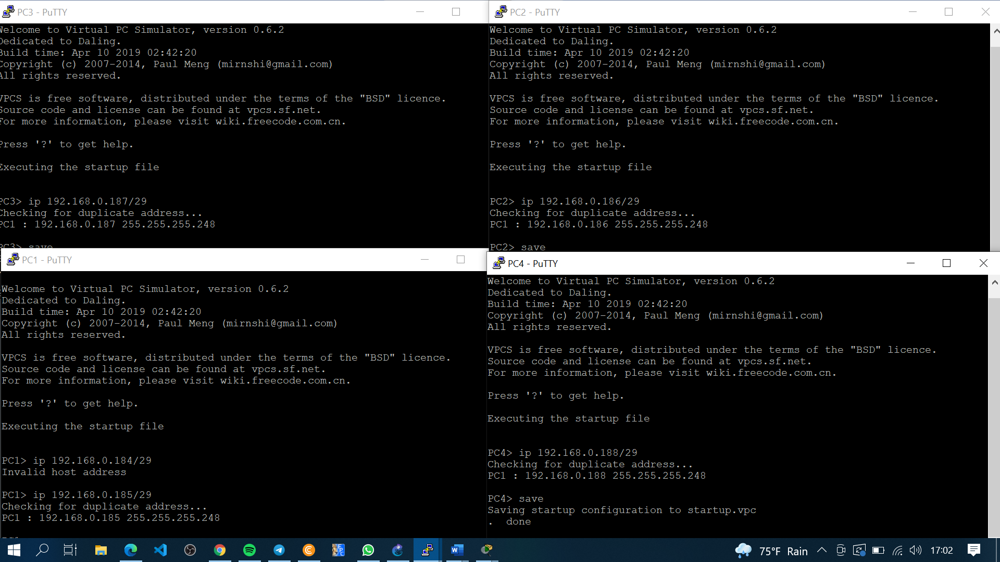 PC3 - PuTTY
Welcome to Virtual PC Simulator, version 0.6.2
Dedicated to Daling.
Build time: Apr 10 2019 02:42:20
Copyright (c) 2007-2014, Paul Meng (mirnshi@gmail.com)
All rights reserved.
VPCS is free software, distributed under the terms of the "BSD" licence.
Source code and license can be found at vpcs.sf.net.
For more information, please visit wiki.freecode.com.cn.
Press '?' to get help.
Executing the startup file
PC3> ip 192.168.0.187/29
Checking for duplicate address...
PC1 : 192.168.0.187 255.255.255.248
PC3> save
PC2 - PuTTY
Welcome to Virtual PC Simulator, version 0.6.2
Dedicated to Daling.
Build time: Apr 10 2019 02:42:20
Copyright (c) 2007-2014, Paul Meng (mirnshi@gmail.com)
All rights reserved.
VPCS is free software, distributed under the terms of the "BSD" licence.
Source code and license can be found at vpcs.sf.net.
For more information, please visit wiki.freecode.com.cn.
Press '?' to get help.
Executing the startup file
PC2> ip 192.168.0.186/29
Checking for duplicate address...
PC1 : 192.168.0.186 255.255.255.248
PC2> save
PC1 - PuTTY
Welcome to Virtual PC Simulator, version 0.6.2
Dedicated to Daling.
Build time: Apr 10 2019 02:42:20
Copyright (c) 2007-2014, Paul Meng (mirnshi@gmail.com)
All rights reserved.
VPCS is free software, distributed under the terms of the "BSD" licence.
Source code and license can be found at vpcs.sf.net.
For more information, please visit wiki.freecode.com.cn.
Press '?' to get help.
Executing the startup file
PC1> ip 192.168.0.184/29
Invalid host address
PC1> ip 192.168.0.185/29
Checking for duplicate address...
PC1 : 192.168.0.185 255.255.255.248
PC4 - PuTTY
Welcome to Virtual PC Simulator, version 0.6.2
Dedicated to Daling.
Build time: Apr 10 2019 02:42:20
Copyright (c) 2007-2014, Paul Meng (mirnshi@gmail.com)
All rights reserved.
VPCS is free software, distributed under the terms of the "BSD" licence.
Source code and license can be found at vpcs.sf.net.
For more information, please visit wiki.freecode.com.cn.
Press '?' to get help.
Executing the startup file
PC4> ip 192.168.0.188/29
Checking for duplicate address...
PC1 : 192.168.0.188 255.255.255.248
PC4> save
Saving startup configuration to startup.vpc
.  done
75°F Rain
17:02